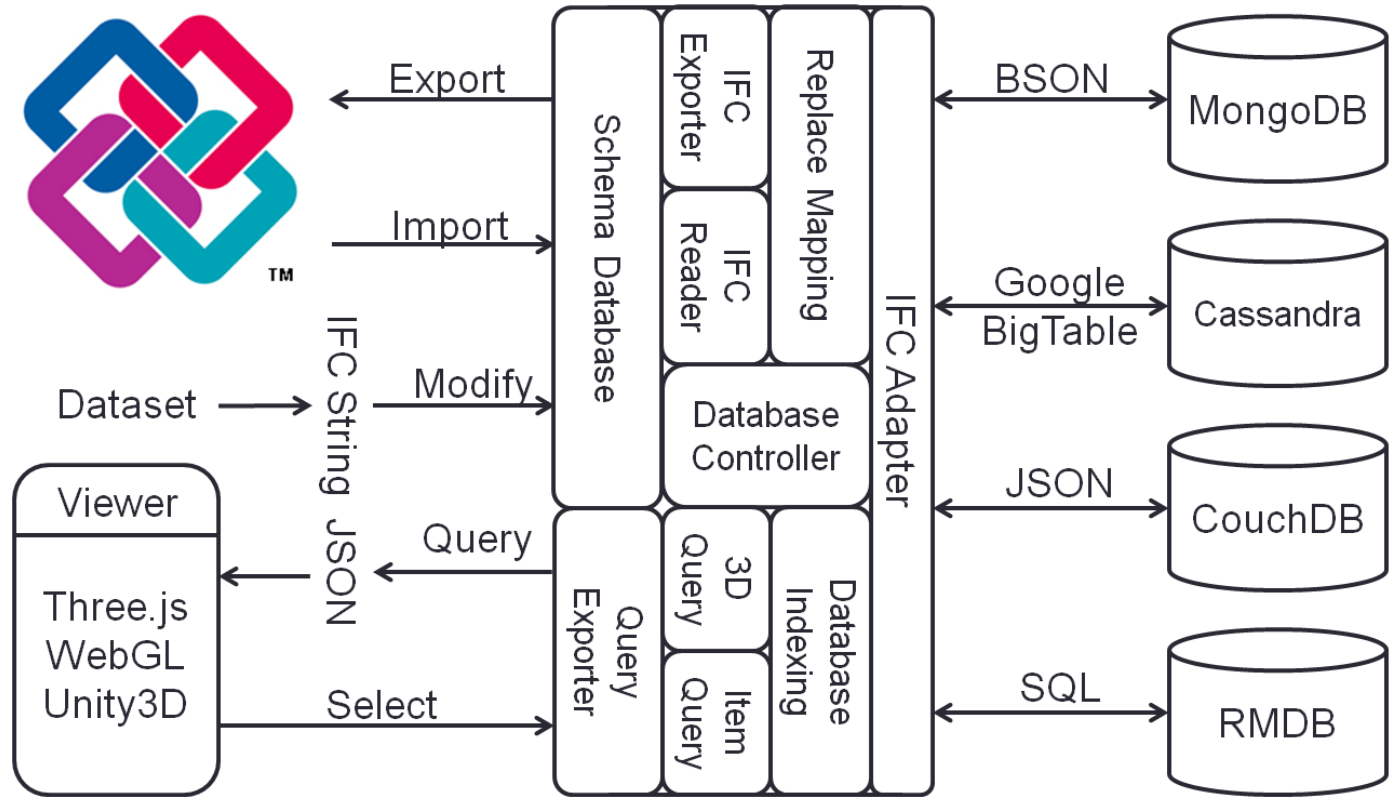 TM
Export
Import
IFC String
Dataset
Modify
Viewer
Three.js
WebGL
Unity3D
JSON
Query
Select
Schema Database
IFC
Exporter
IFC
Reader
Replace Mapping
Database
Controller
Query
Exporter
3D
Query
Item
Query
Database
Indexing
IFC Adapter
BSON
MongoDB
Google
BigTable
Cassandra
JSON
CouchDB
SQL
RMDB